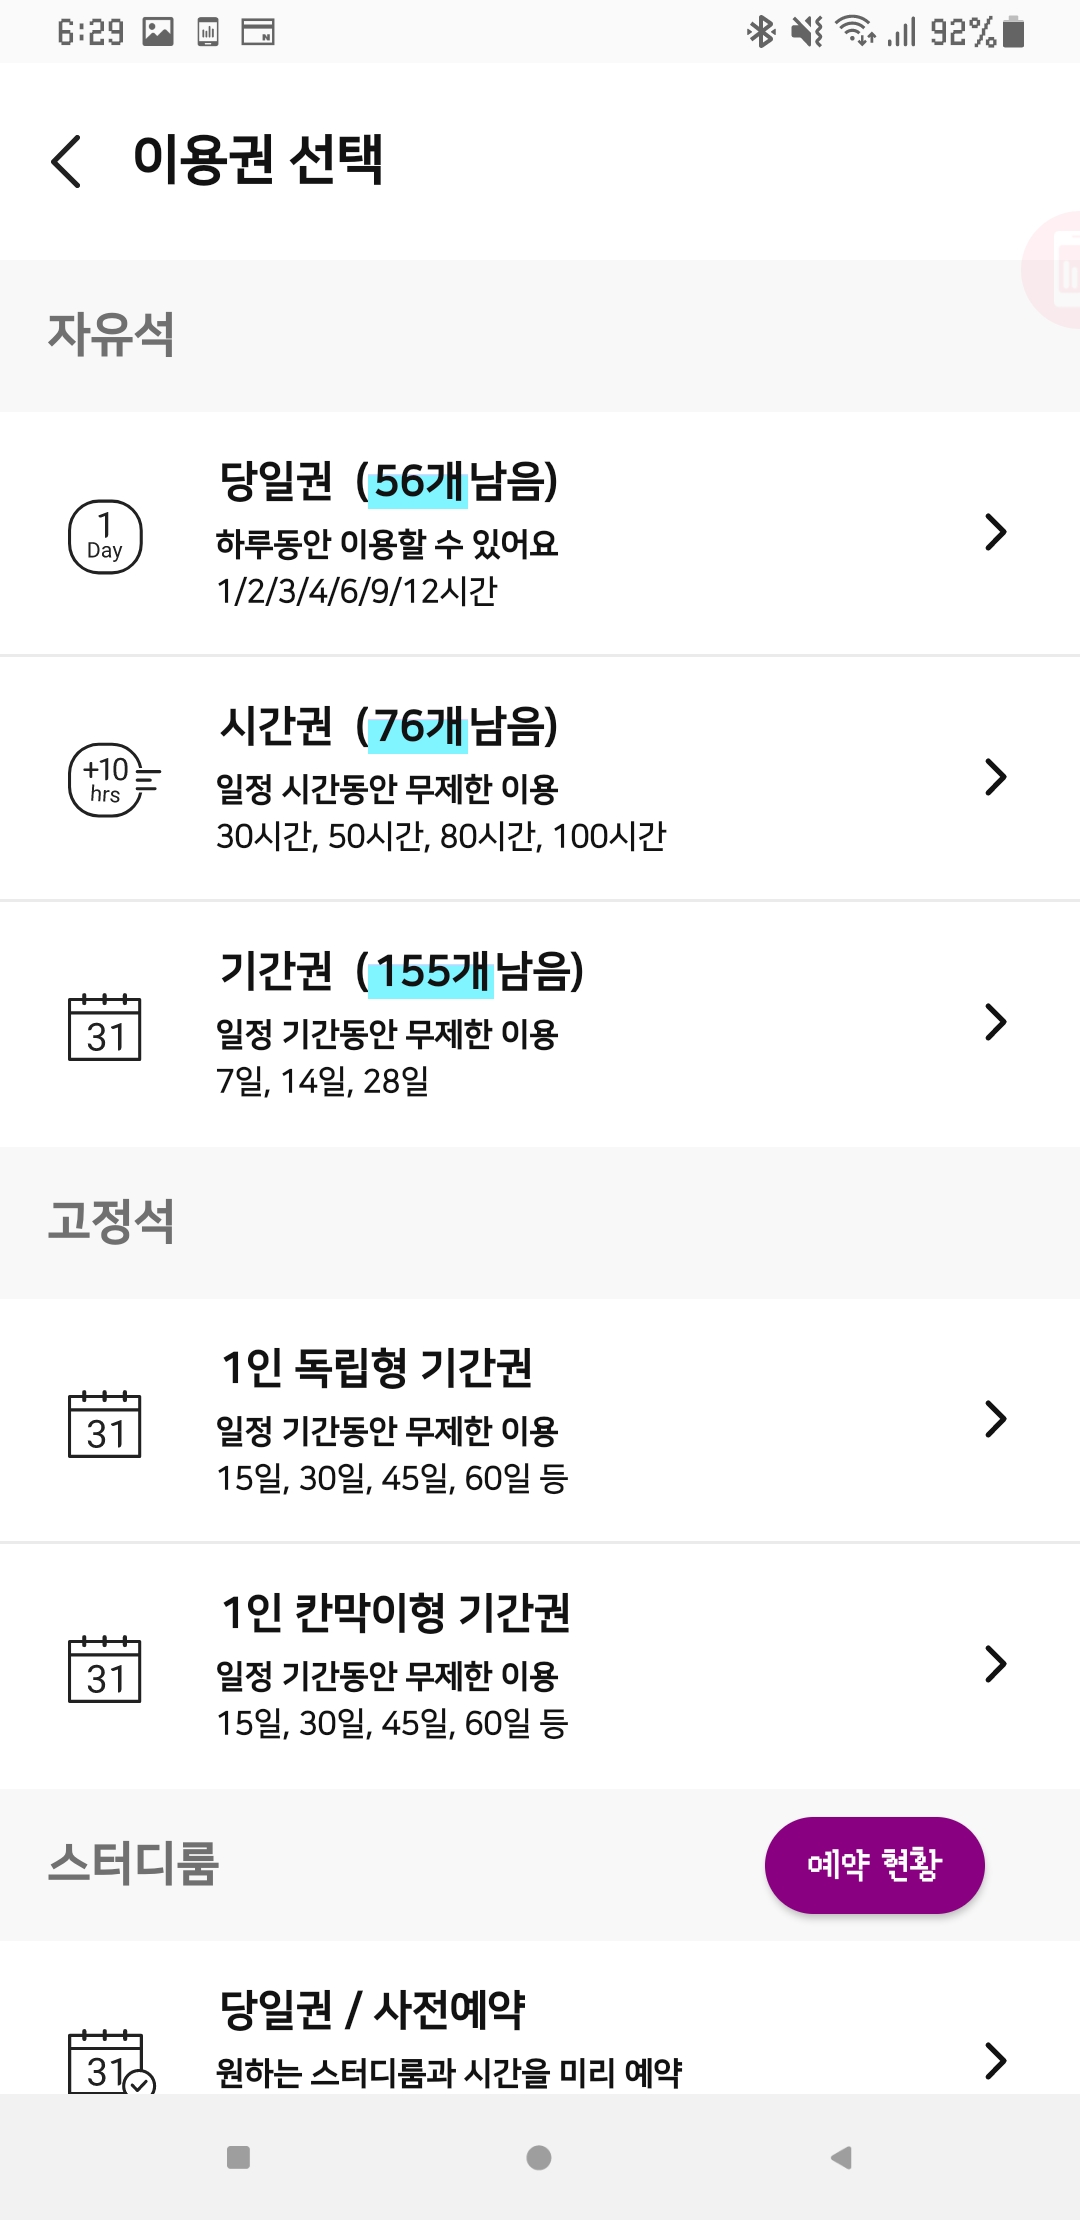 6:29
92%
이용권 선택
자유석
1
Day
당일권 (56개남음)
하루동안 이용할 수 있어요
1/2/3/4/6/9/12시간
+10
hrs
시간권 (76개남음)
일정 시간동안 무제한 이용
30시간, 50시간, 80시간, 100시간
31
기간권 (155개남음)
일정 기간동안 무제한 이용
7일, 14일, 28일
고정석
31
1인 독립형 기간권
일정 기간동안 무제한 이용
15일, 30일, 45일, 60일 등
31
1인 칸막이형 기간권
일정 기간동안 무제한 이용
15일, 30일, 45일, 60일 등
스터디룸
예약 현황
31
당일권 / 사전예약
원하는 스터디룸과 시간을 미리 예약